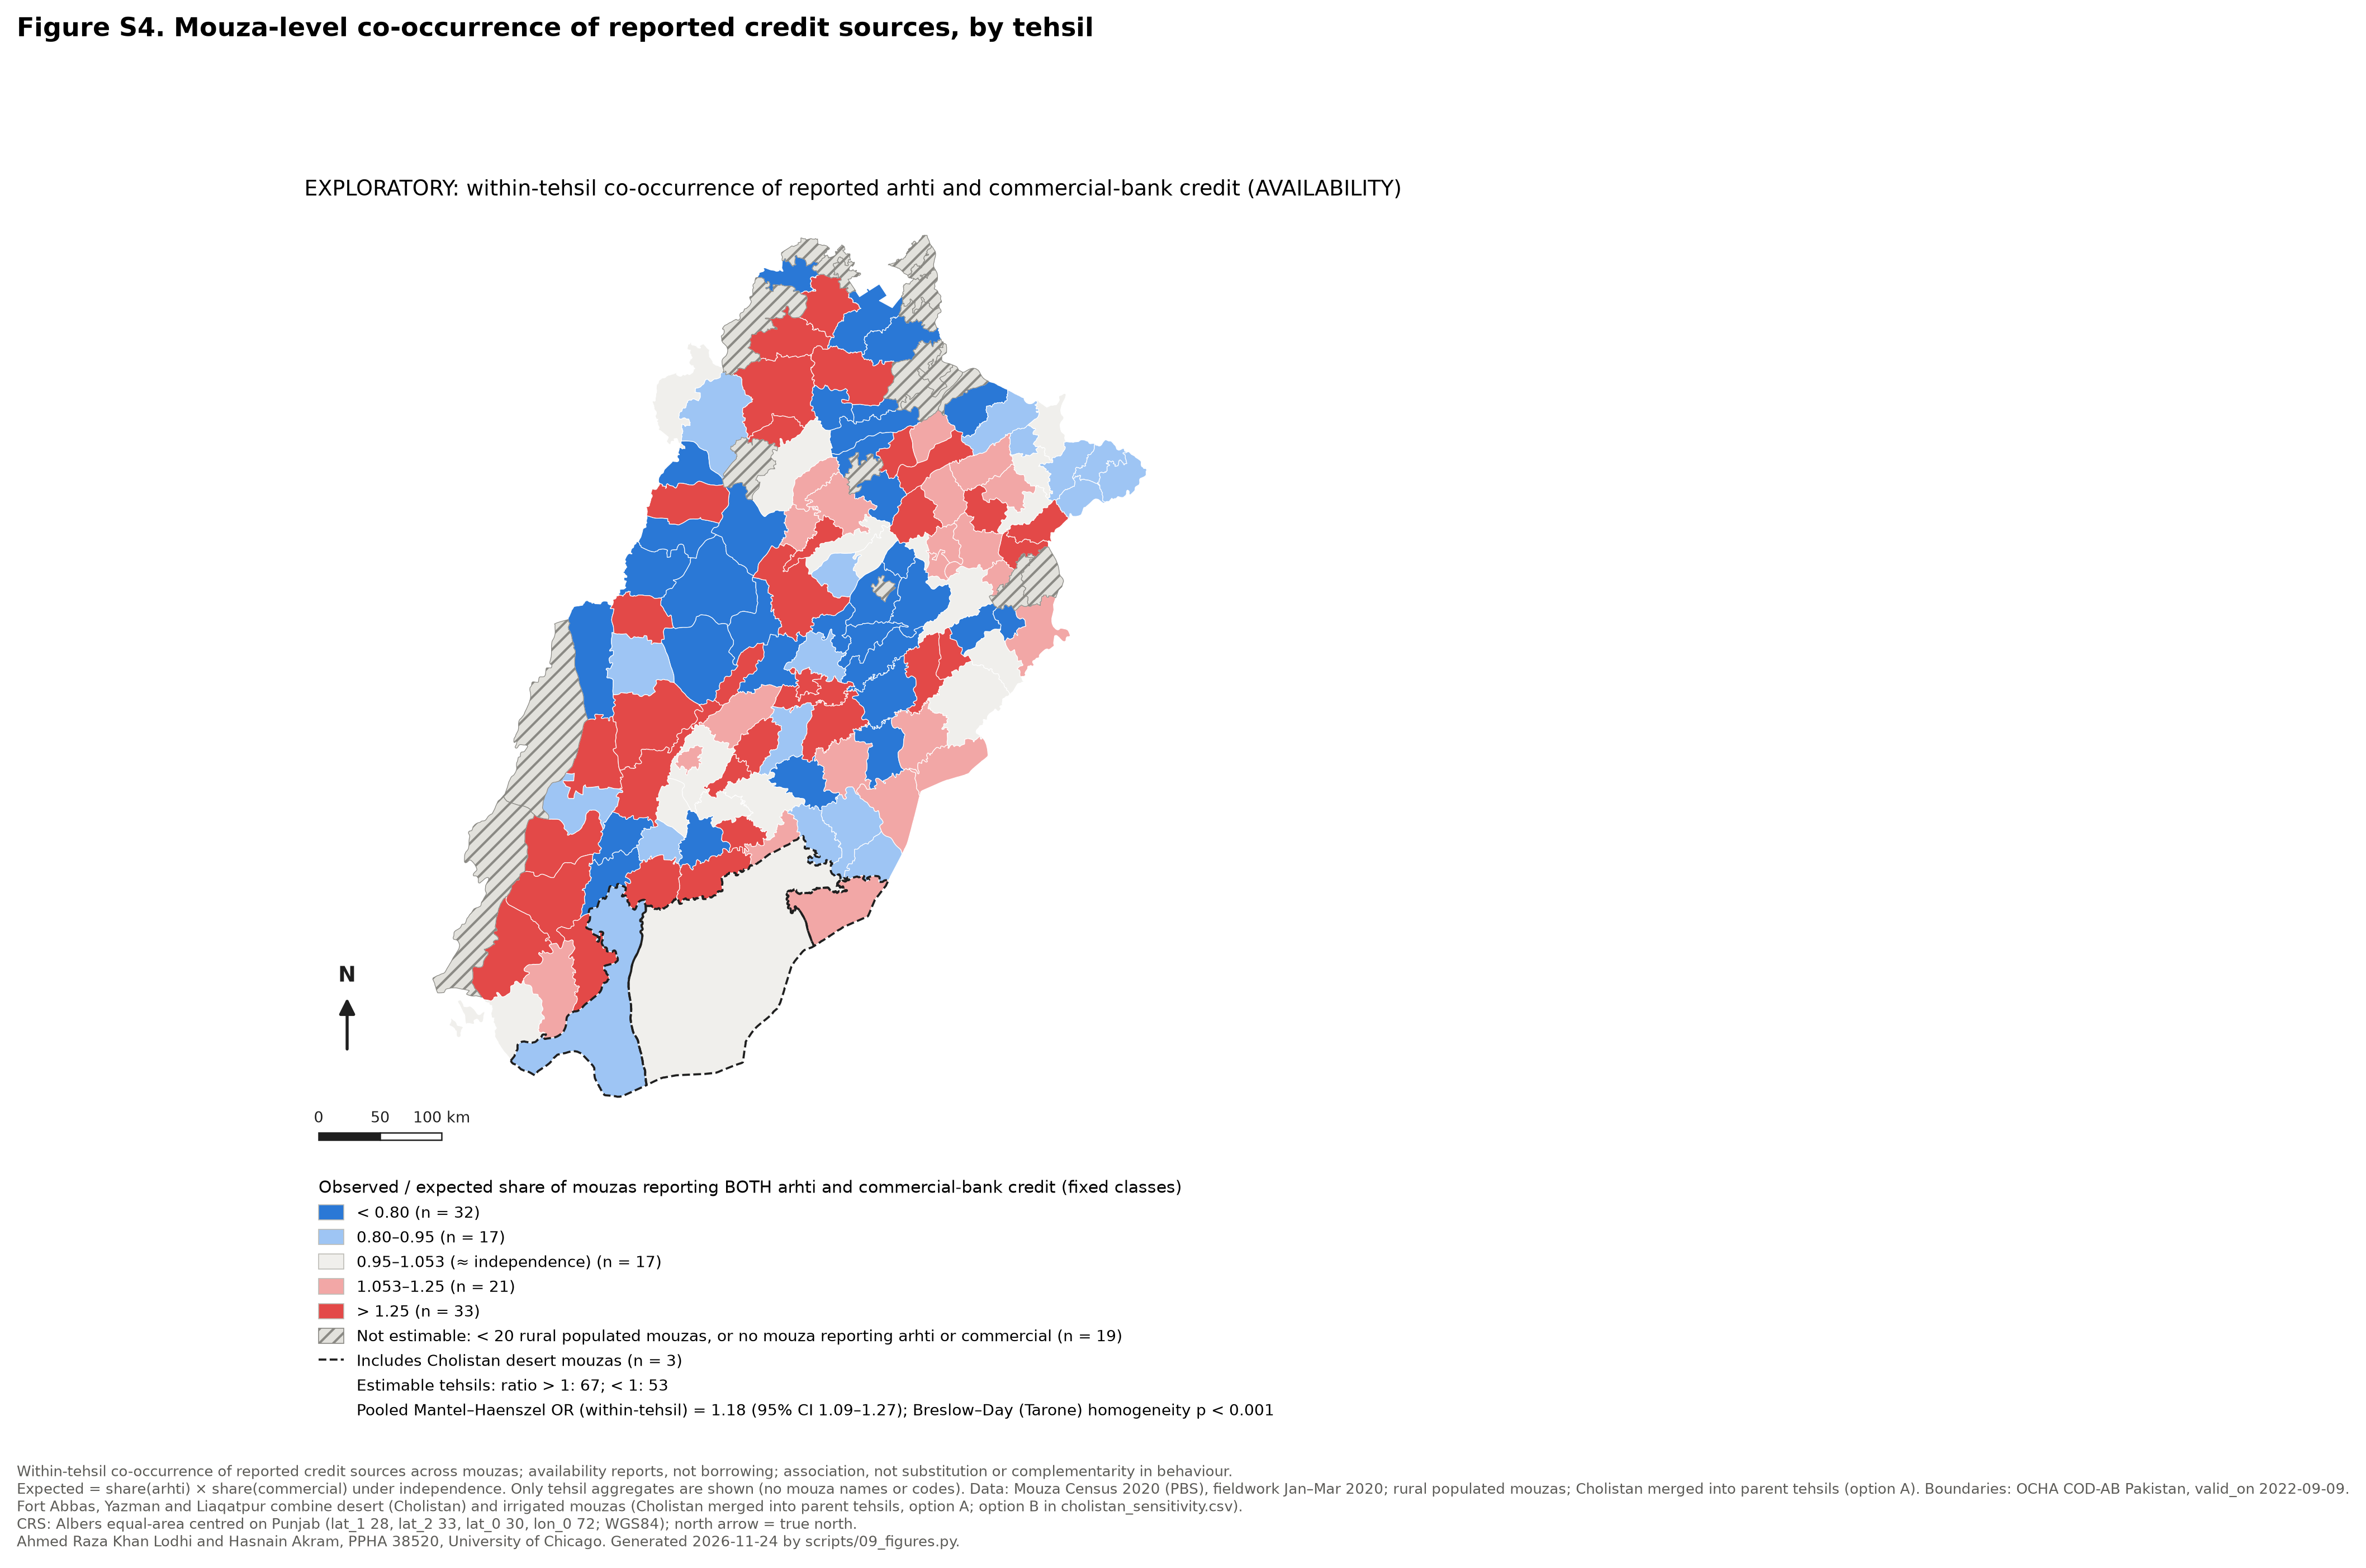 Figure S4. Mouza-level co-occurrence of reported credit sources, by tehsil
EXPLORATORY: within-tehsil co-occurrence of reported arhti and commercial-bank credit (AVAILABILITY)
N
0 50 100 km
Observed / expected share of mouzas reporting BOTH arhti and commercial-bank credit (fixed classes)
< 0.80 (n = 32)
0.80–0.95 (n = 17)
0.95–1.053 (≈ independence) (n = 17)
1.053–1.25 (n = 21)
> 1.25 (n = 33)
Not estimable: < 20 rural populated mouzas, or no mouza reporting arhti or commercial (n = 19)
Includes Cholistan desert mouzas (n = 3)
Estimable tehsils: ratio > 1: 67; < 1: 53
Pooled Mantel–Haenszel OR (within-tehsil) = 1.18 (95% CI 1.09–1.27); Breslow–Day (Tarone) homogeneity p < 0.001
Within-tehsil co-occurrence of reported credit sources across mouzas; availability reports, not borrowing; association, not substitution or complementarity in behaviour.
Expected = share(arhti) × share(commercial) under independence. Only tehsil aggregates are shown (no mouza names or codes). Data: Mouza Census 2020 (PBS), fieldwork Jan–Mar 2020; rural populated mouzas; Cholistan merged into parent tehsils (option A). Boundaries: OCHA COD-AB Pakistan, valid_on 2022-09-09.
Fort Abbas, Yazman and Liaqatpur combine desert (Cholistan) and irrigated mouzas (Cholistan merged into parent tehsils, option A; option B in cholistan_sensitivity.csv).
CRS: Albers equal-area centred on Punjab (lat_1 28, lat_2 33, lat_0 30, lon_0 72; WGS84); north arrow = true north.
Ahmed Raza Khan Lodhi and Hasnain Akram, PPHA 38520, University of Chicago. Generated 2026-11-24 by scripts/09_figures.py.